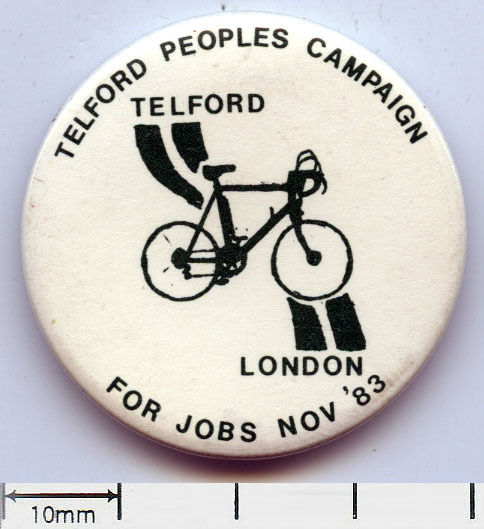 TELFORD PEOPLES CAMPAIGN
TELFORD
LONDON
FOR JOBS NOV '83
10mm